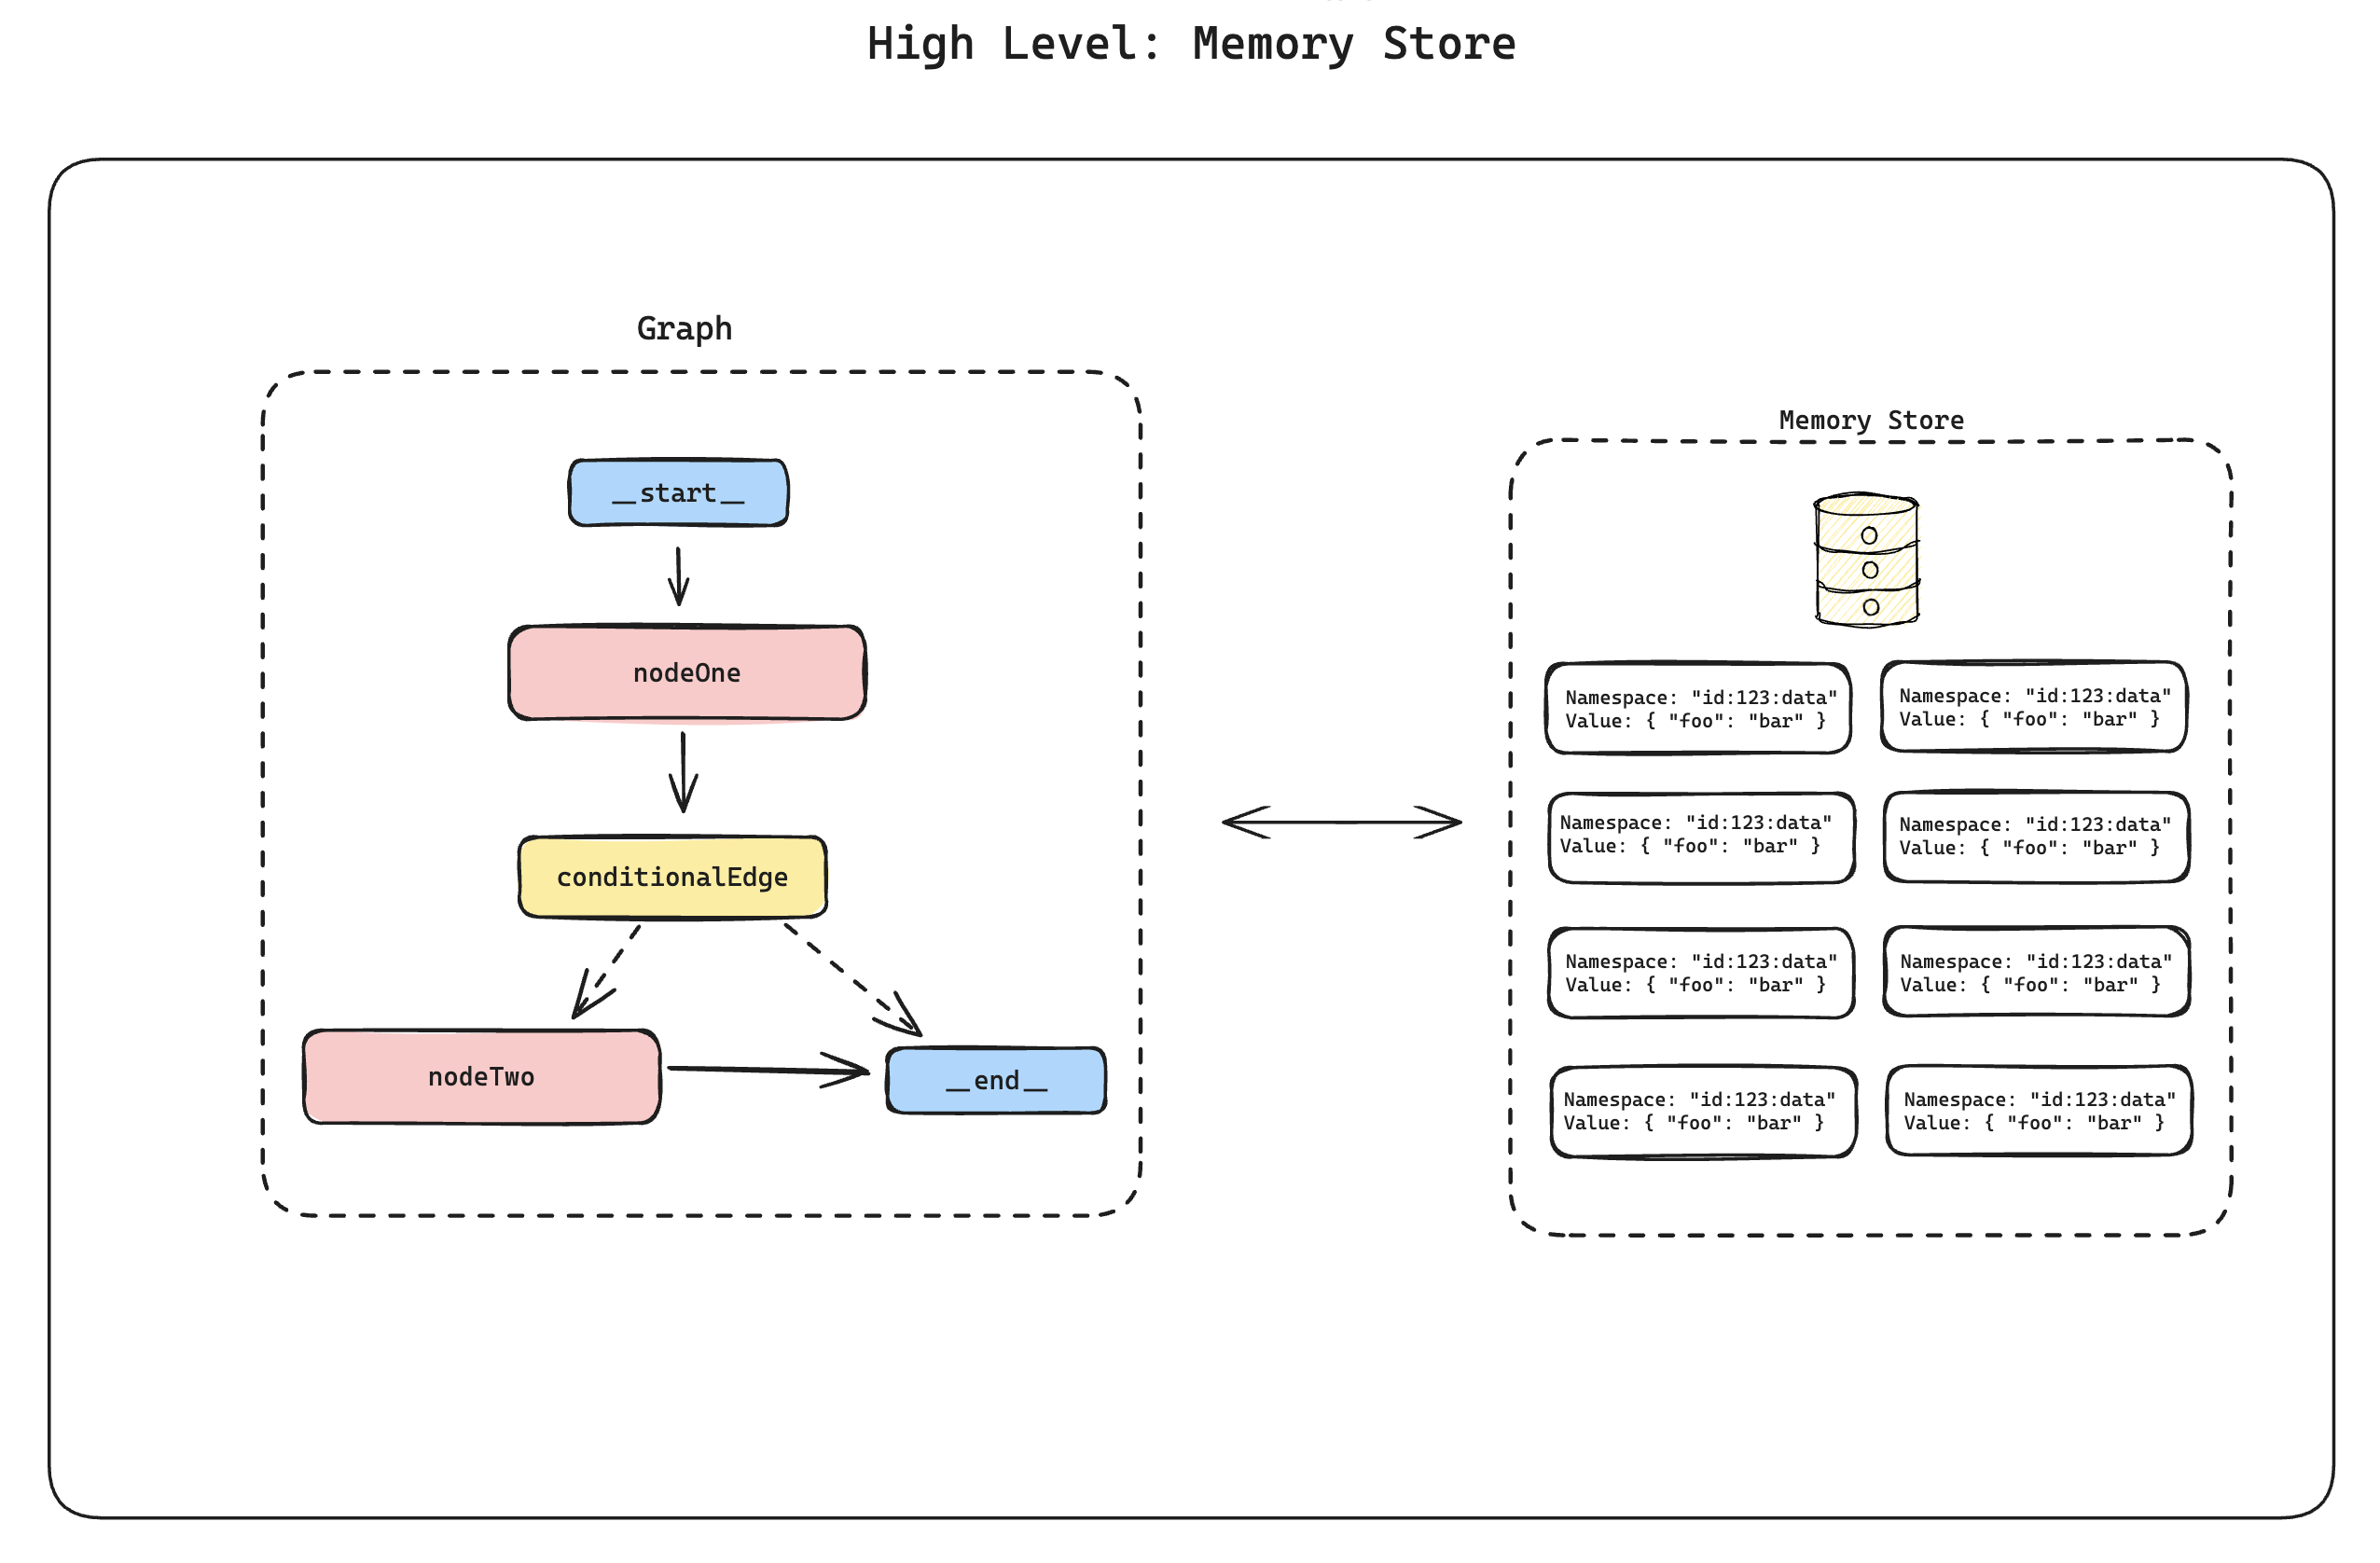 High Level: Memory Store
Graph
__start__
nodeOne
conditionalEdge
nodeTwo
__end__
Memory Store
Namespace: "id:123:data"
Value: { "foo": "bar" }
Namespace: "id:123:data"
Value: { "foo": "bar" }
Namespace: "id:123:data"
Value: { "foo": "bar" }
Namespace: "id:123:data"
Value: { "foo": "bar" }
Namespace: "id:123:data"
Value: { "foo": "bar" }
Namespace: "id:123:data"
Value: { "foo": "bar" }
Namespace: "id:123:data"
Value: { "foo": "bar" }
Namespace: "id:123:data"
Value: { "foo": "bar" }